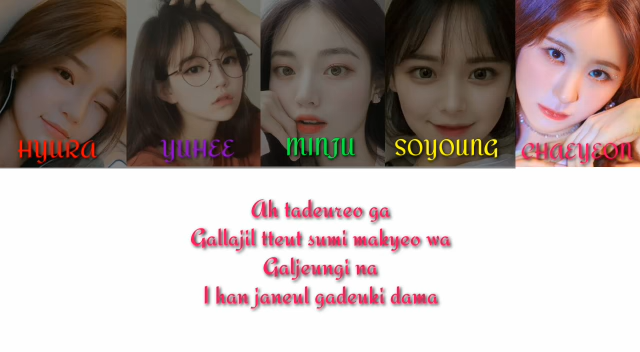 HYURA YUHEE MINJU SOYOUNG CHAEYEON
Ah tadeureo ga
Gallajil tteut sumi makyeo wa
Galjeungi na
I han janeul gadeuki dama